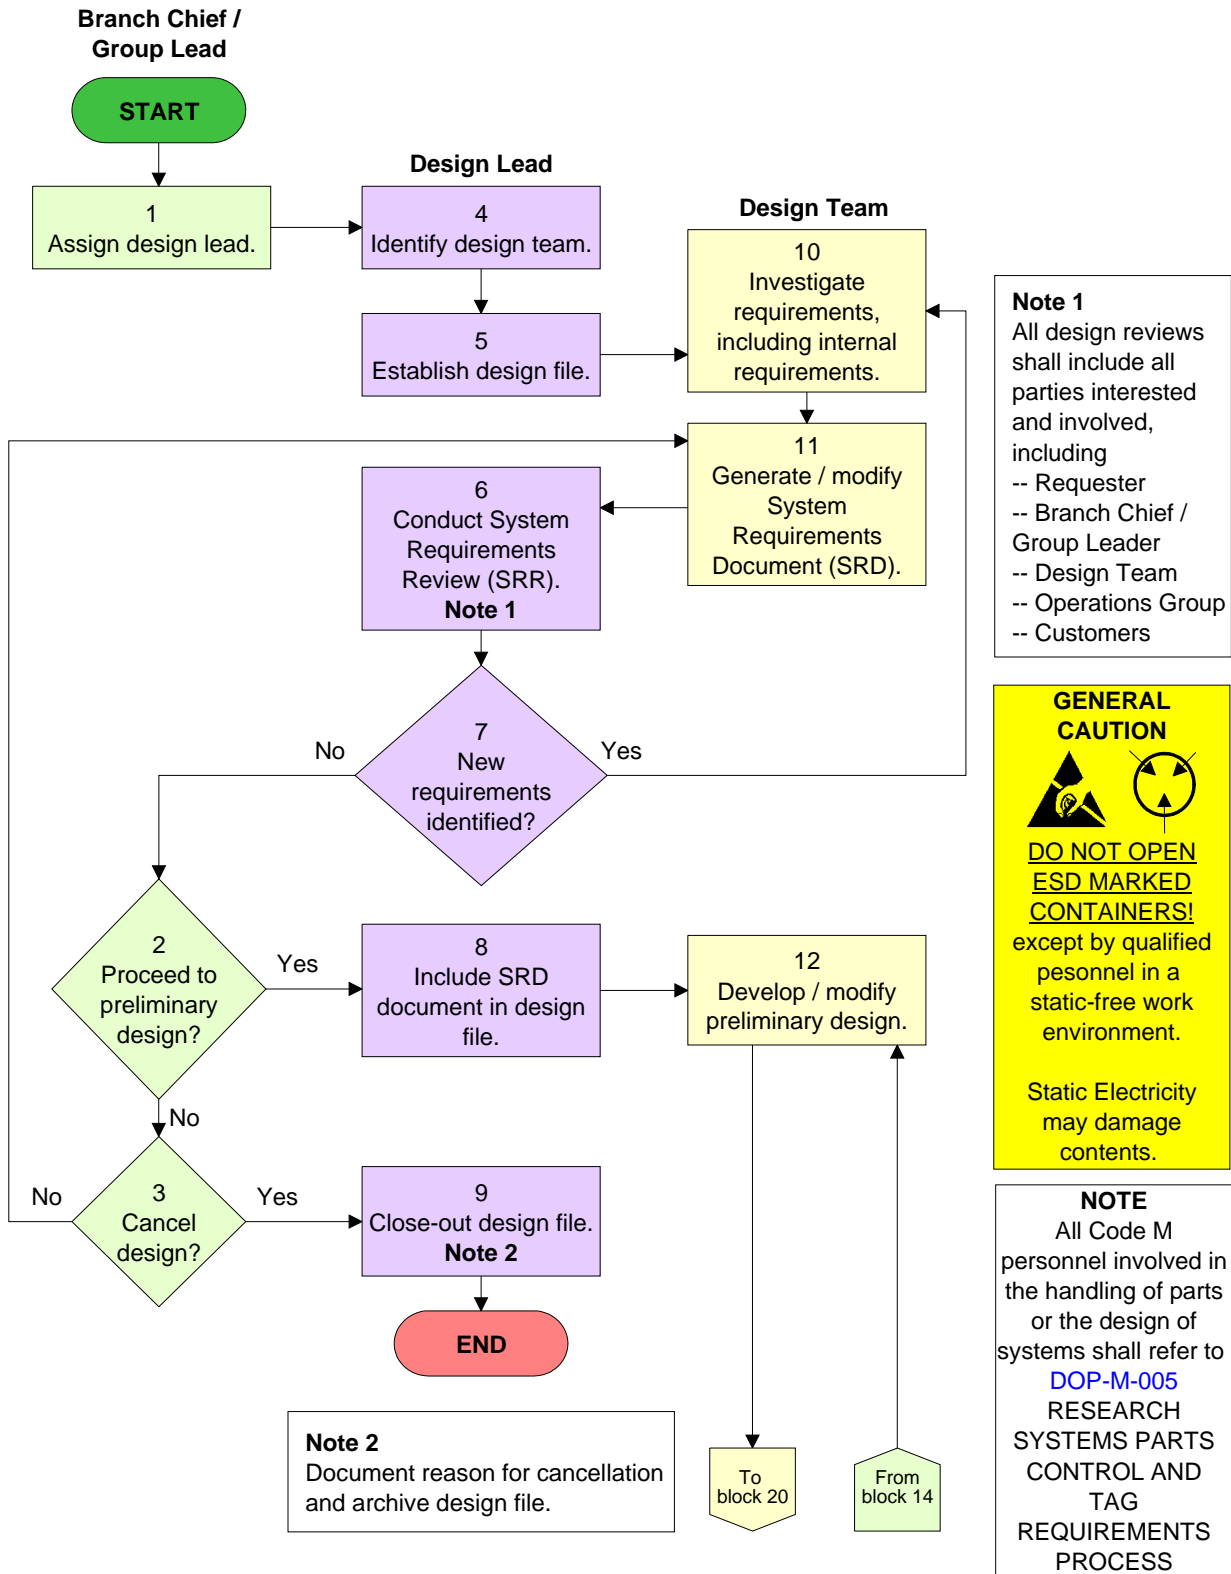 Branch Chief /
Group Lead
START
1
Assign design lead.
Design Lead
4
Identify design team.
5
Establish design file.
Design Team
10
Investigate
requirements,
including internal
requirements.
11
Generate / modify
System
Requirements
Document (SRD).
6
Conduct System
Requirements
Review (SRR).
Note 1
7
New
requirements
identified?
No
Yes
2
Proceed to
preliminary
design?
Yes
No
8
Include SRD
document in design
file.
12
Develop / modify
preliminary design.
3
Cancel
design?
No
Yes
9
Close-out design file.
Note 2
END
Note 2
Document reason for cancellation
and archive design file.
To
block 20
From
block 14
Note 1
All design reviews
shall include all
parties interested
and involved,
including
-- Requester
-- Branch Chief /
Group Leader
-- Design Team
-- Operations Group
-- Customers
GENERAL
CAUTION
DO NOT OPEN
ESD MARKED
CONTAINERS!
except by qualified
pesonnel in a
static-free work
environment.
Static Electricity
may damage
contents.
NOTE
All Code M
personnel involved in
the handling of parts
or the design of
systems shall refer to
DOP-M-005
RESEARCH
SYSTEMS PARTS
CONTROL AND
TAG
REQUIREMENTS
PROCESS